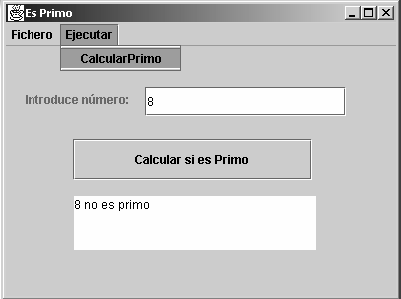 Es Primo
Fichero Ejecutar
CalcularPrimo
Introduce número: 8
Calcular si es Primo
8 no es primo